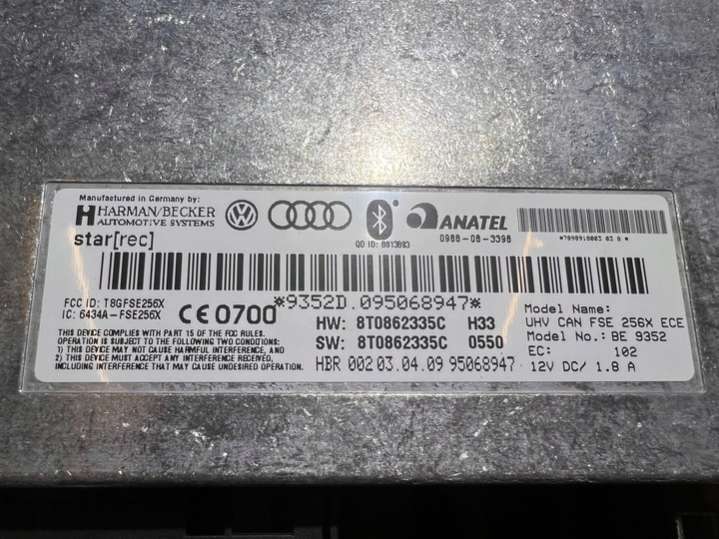 Manufactured in Germany by:
HARMAN/BECKER
AUTOMOTIVE SYSTEMS
star[rec]
QD ID: B013893
ANATEL
0988-08-3398
FCC ID: T8GFSE256X
IC: 6434A-FSE256X
CE 0700
*9352D.095068947*
THIS DEVICE COMPLIES WITH PART 15 OF THE FCC RULES.
OPERATION IS SUBJECT TO THE FOLLOWING TWO CONDITIONS:
1) THIS DEVICE MAY NOT CAUSE HARMFUL INTERFERENCE, AND
2) THIS DEVICE MUST ACCEPT ANY INTERFERENCE RECEIVED,
INCLUDING INTERFERENCE THAT MAY CAUSE UNDESIRED OPERATION.
HW: 8T0862335C H33
SW: 8T0862335C 0550
HBR 002 03.04.09 95068947
Model Name:
UHV CAN FSE 256X ECE
Model No.: BE 9352
EC: 102
12V DC/ 1.8 A